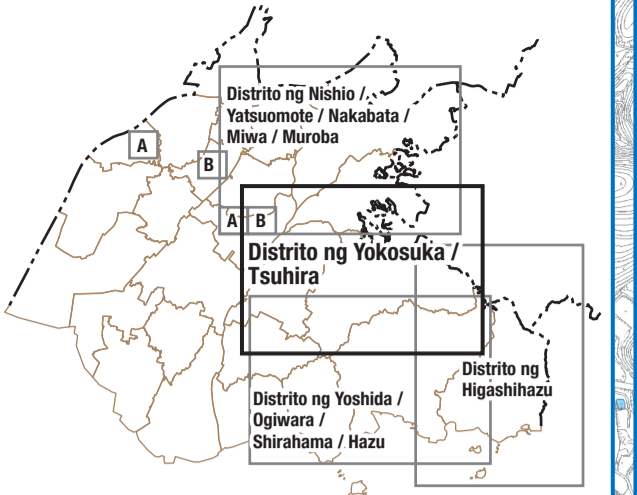 Distrito ng Nishio /
Yatsuomote / Nakabata /
Miwa / Muroba
A
B
A
B
Distrito ng Yokosuka /
Tsuhira
Distrito ng
Higashihazu
Distrito ng Yoshida /
Ogiwara /
Shirahama / Hazu